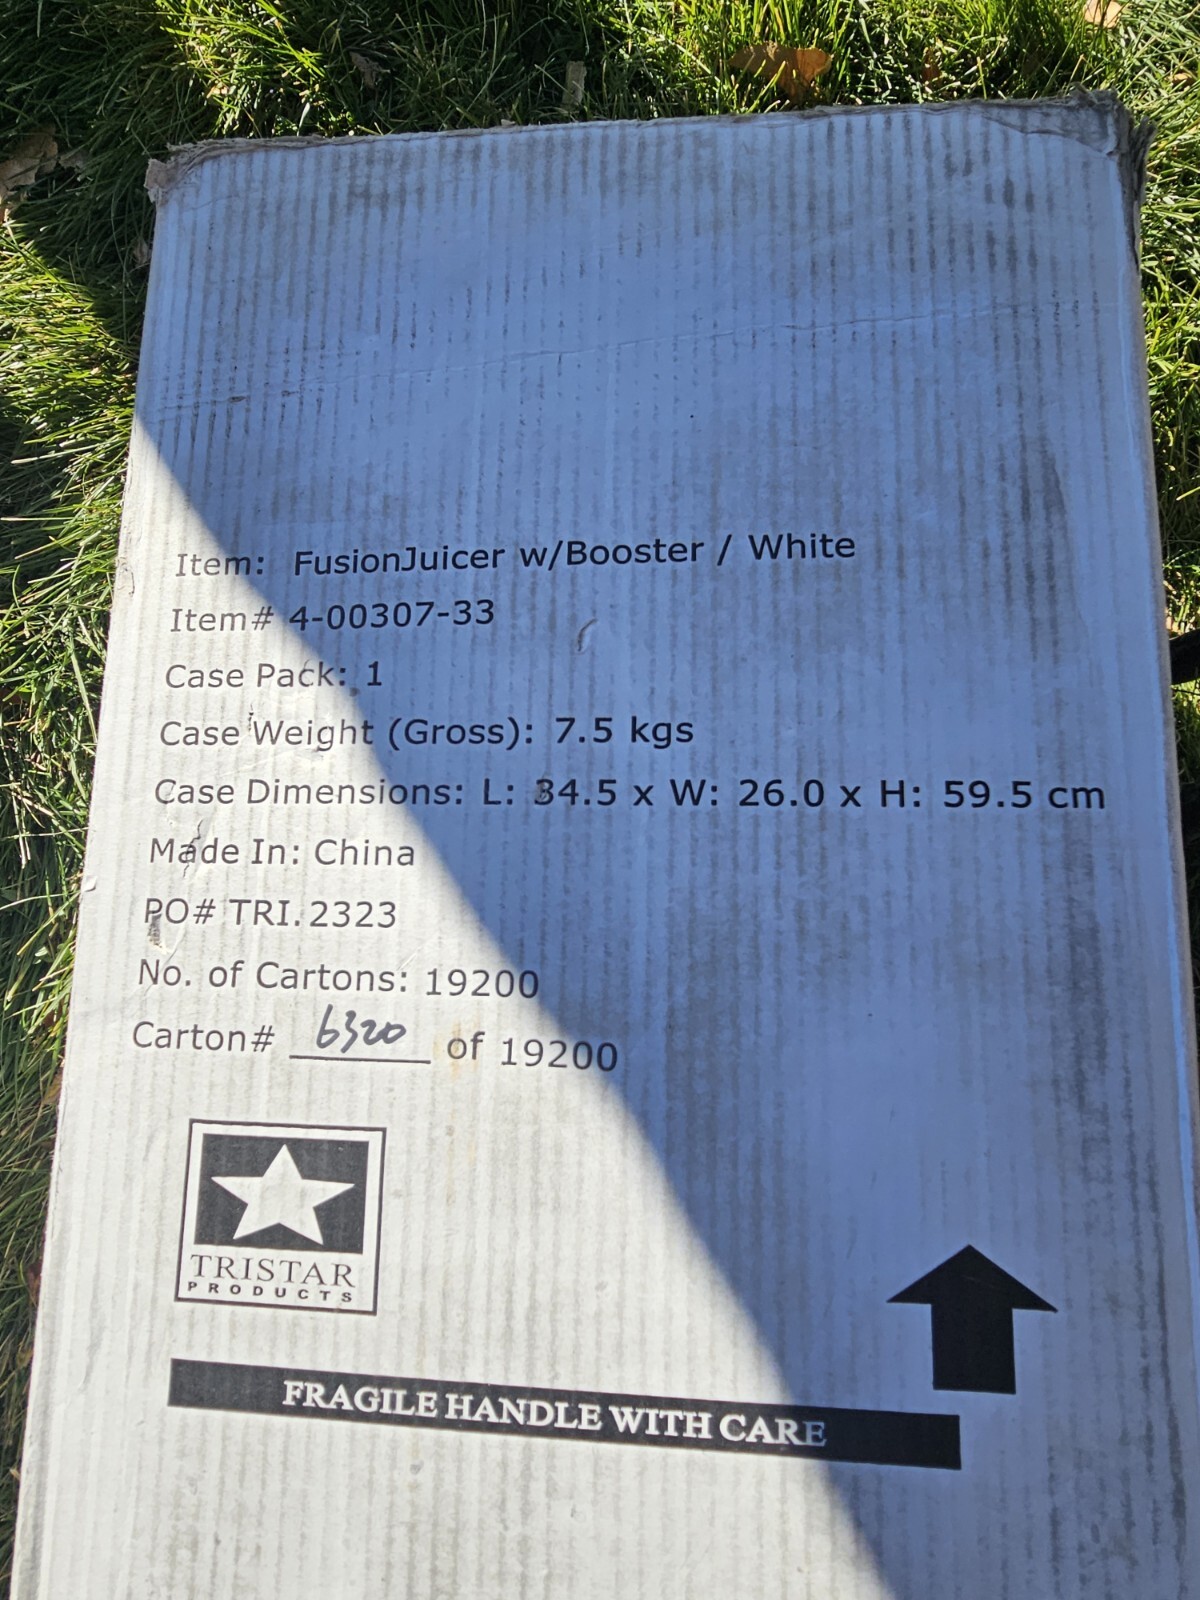 Item: FusionJuicer w/Booster / White
Item# 4-00307-33
Case Pack: 1
Case Weight (Gross): 7.5 kgs
Case Dimensions: L: 34.5 x W: 26.0 x H: 59.5 cm
Made In: China
PO# TRI.2323
No. of Cartons: 19200
Carton# 6320 of 19200
TRISTAR
PRODUCTS
FRAGILE HANDLE WITH CARE